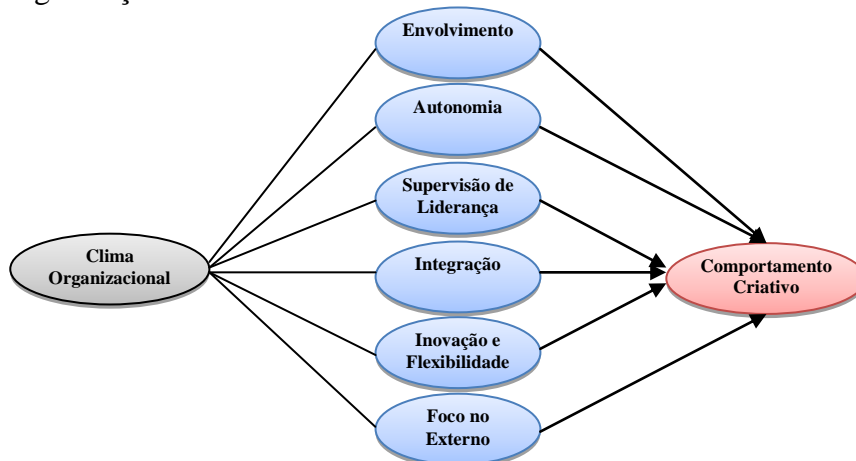 Envolvimento
Autonomia
Supervisão de
Liderança
Clima
Organizacional
Integração
Comportamento
Criativo
Inovação e
Flexibilidade
Foco no
Externo